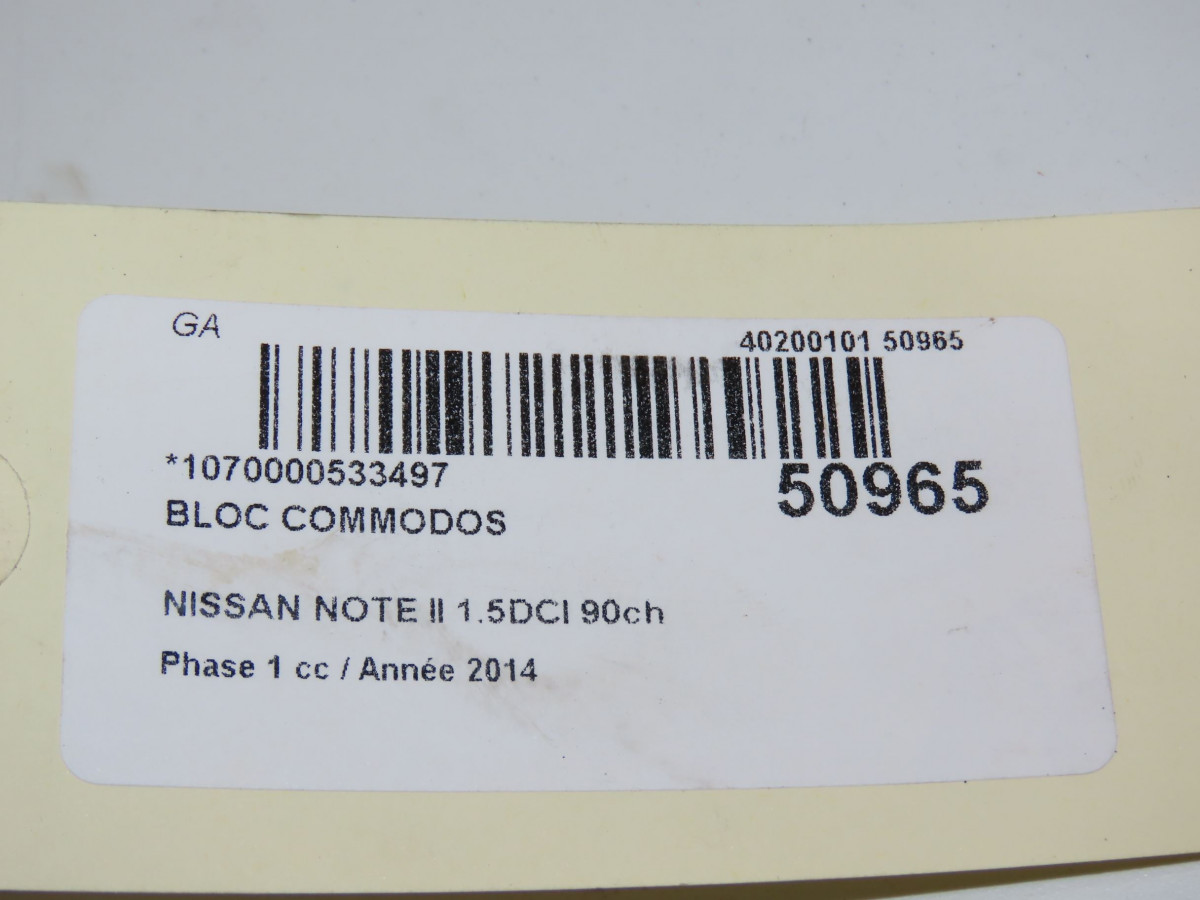 GA
40200101 50965
*1070000533497
50965
BLOC COMMODOS
NISSAN NOTE II 1.5DCI 90ch
Phase 1 cc / Année 2014